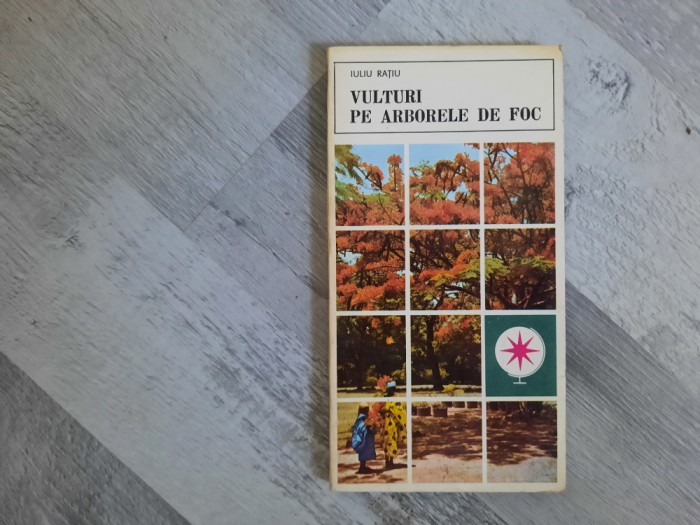 IULIU RAȚIU
VULTURI
PE ARBORELE DE FOC